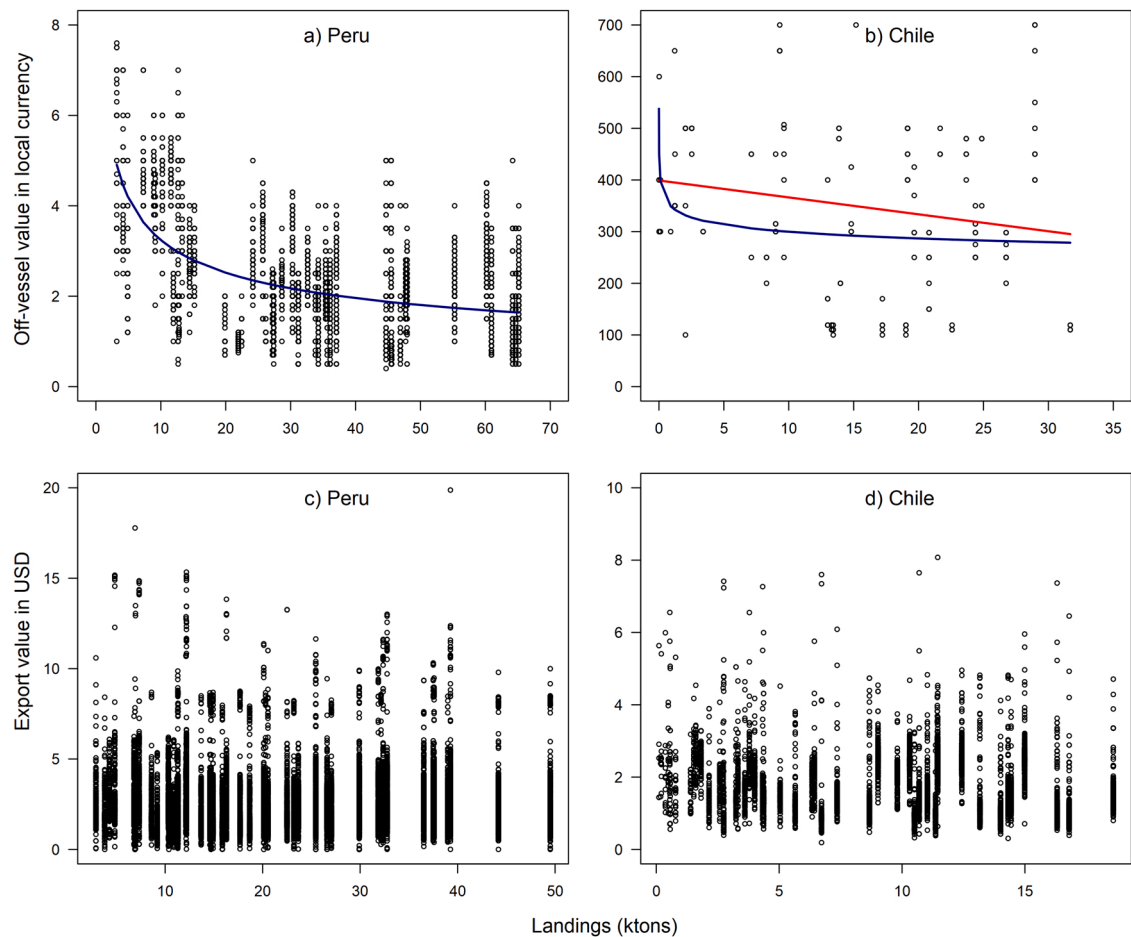 a) Peru
b) Chile
Off-vessel value in local currency
8
6
4
2
0
0 10 20 30 40 50 60 70
700
600
500
400
300
200
100
0
0 5 10 15 20 25 30 35
c) Peru
d) Chile
Export value in USD
20
15
10
5
0
10 20 30 40 50
10
8
6
4
2
0
0 5 10 15
Landings (ktons)